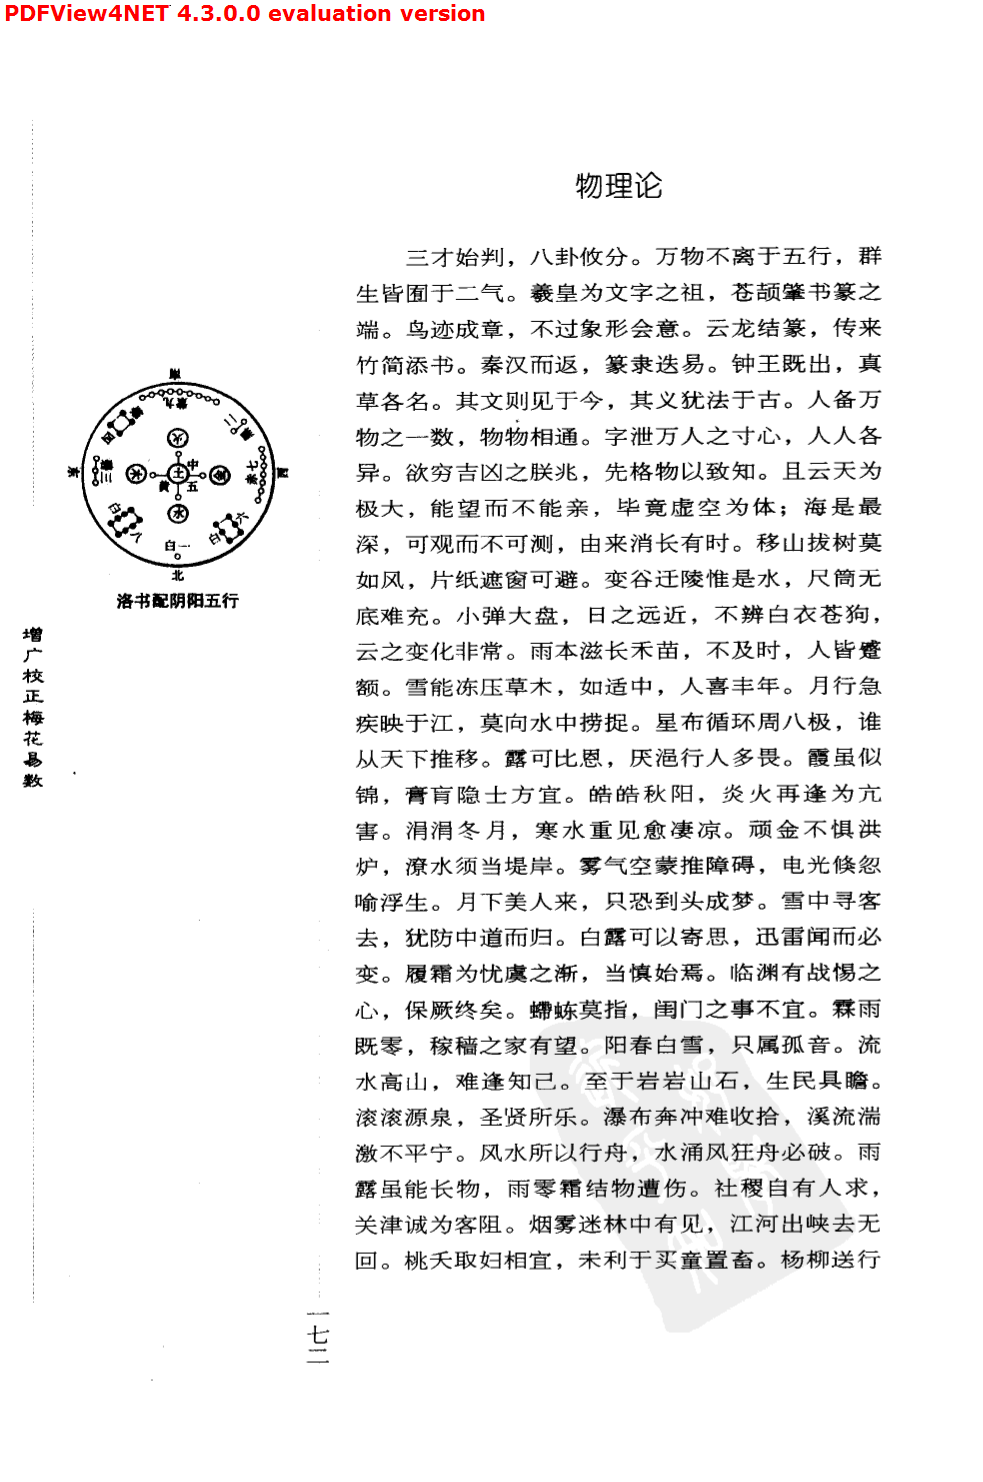 PDFView4NET 4.3.0.0 evaluation version
物理论
三才始判，八卦攸分。万物不离于五行，群
生皆囿于二气。羲皇为文字之祖，苍颉肇书篆之
端。鸟迹成章，不过象形会意。云龙结篆，传来
竹简添书。秦汉而返，篆隶迭易。钟王既出，真
草各名。其文则见于今，其义犹法于古。人备万
物之一数，物物相通。字泄万人之寸心，人人各
异。欲穷吉凶之朕兆，先格物以致知。且云天为
极大，能望而不能亲，毕竟虚空为体；海是最
深，可观而不可测，由来消长有时。移山拔树莫
如风，片纸遮窗可避。变谷迁陵惟是水，尺筒无
底难充。小弹大盘，日之远近，不辨白衣苍狗，
云之变化非常。雨本滋长禾苗，不及时，人皆蹙
额。雪能冻压草木，如适中，人喜丰年。月行急
疾映于江，莫向水中捞捉。星布循环周八极，谁
从天下推移。露可比恩，厌浥行人多畏。霞虽似
锦，膏肓隐士方宜。皓皓秋阳，炎火再逢为亢
害。涓涓冬月，寒水重见愈凄凉。顽金不惧洪
炉，潦水须当堤岸。雾气空蒙推障碍，电光倏忽
喻浮生。月下美人来，只恐到头成梦。雪中寻客
去，犹防中道而归。白露可以寄思，迅雷闻而必
变。履霜为忧虞之渐，当慎始焉。临渊有战惕之
心，保厥终矣。螮蝀莫指，闺门之事不宜。霖雨
既零，稼穑之家有望。阳春白雪，只属孤音。流
水高山，难逢知己。至于岩岩山石，生民具瞻。
滚滚源泉，圣贤所乐。瀑布奔冲难收拾，溪流湍
激不平宁。风水所以行舟，水涌风狂舟必破。雨
露虽能长物，雨零霜结物遭伤。社稷自有人求，
关津诚为客阻。烟雾迷林中有见，江河出峡去无
回。桃夭取妇相宜，未利于买童置畜。杨柳送行
南
紫九
四
二
火
东
三
木
土
中
金
七
西
黄
五
水
白
八
白一
白
六
北
洛书配阴阳五行
增广校正梅花易数
一七二